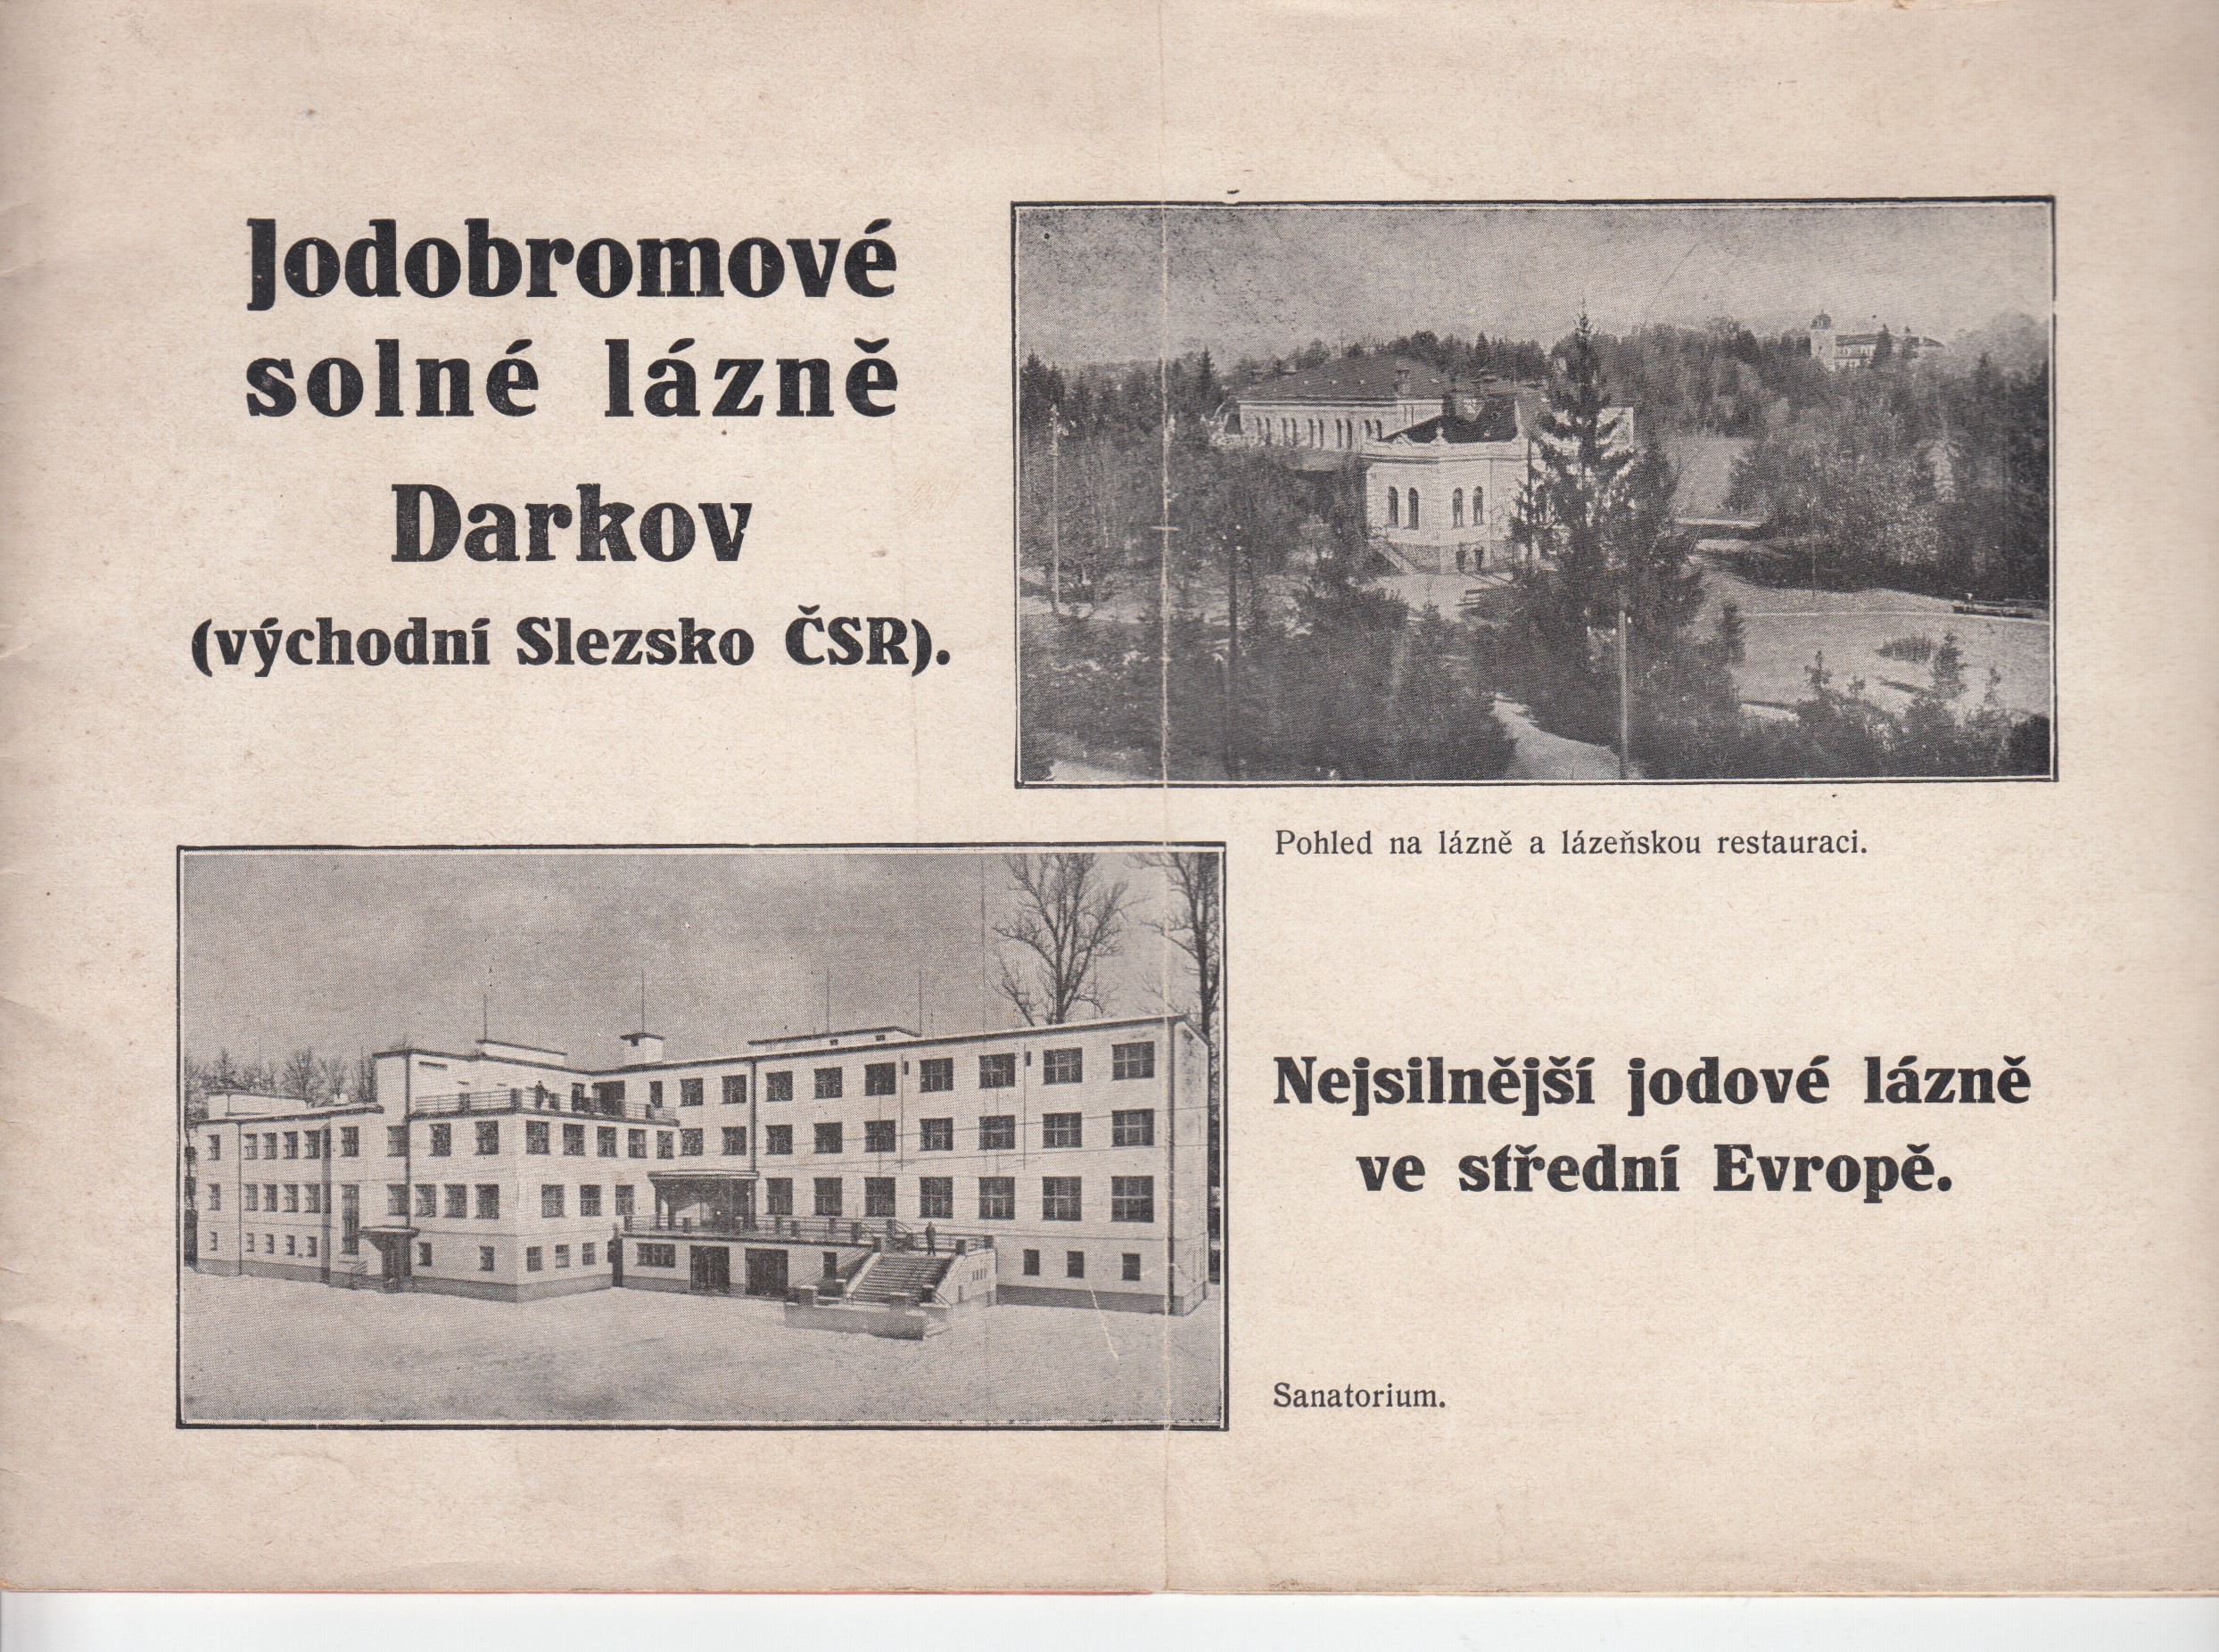 Jodobromové
solné lázně
Darkov
(východní Slezsko ČSR).
Pohled na lázně a lázeňskou restauraci.
Nejsilnější jodové lázně
ve střední Evropě.
Sanatorium.